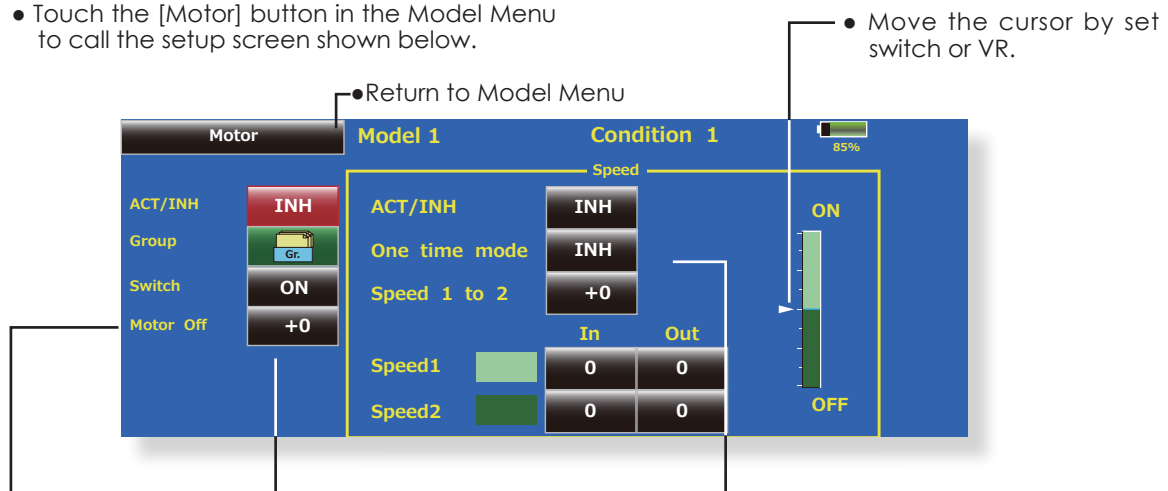 ● Touch the [Motor] button in the Model Menu
to call the setup screen shown below.
● Move the cursor by set
switch or VR.
●Return to Model Menu
Motor
Model 1
Condition 1
85%
Speed
ACT/INH
INH
Group
Gr.
Switch
ON
Motor Off
+0
ACT/INH
INH
One time mode
INH
Speed 1 to 2
+0
In
Out
Speed1
0
0
Speed2
0
0
ON
OFF